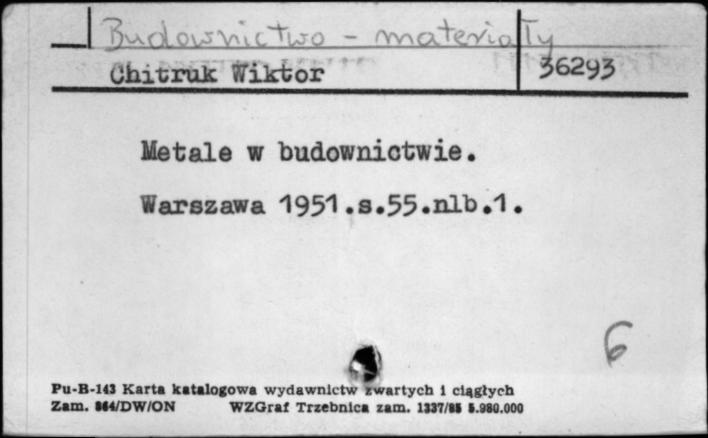 Budownictwo - materiały
Chitruk Wiktor 36293
Metale w budownictwie.
Warszawa 1951.s.55.nlb.1.
6
Pu-B-143 Karta katalogowa wydawnictw zwartych i ciągłych
Zam. 864/DW/ON WZGraf Trzebnica zam. 1337/85 5.980.000